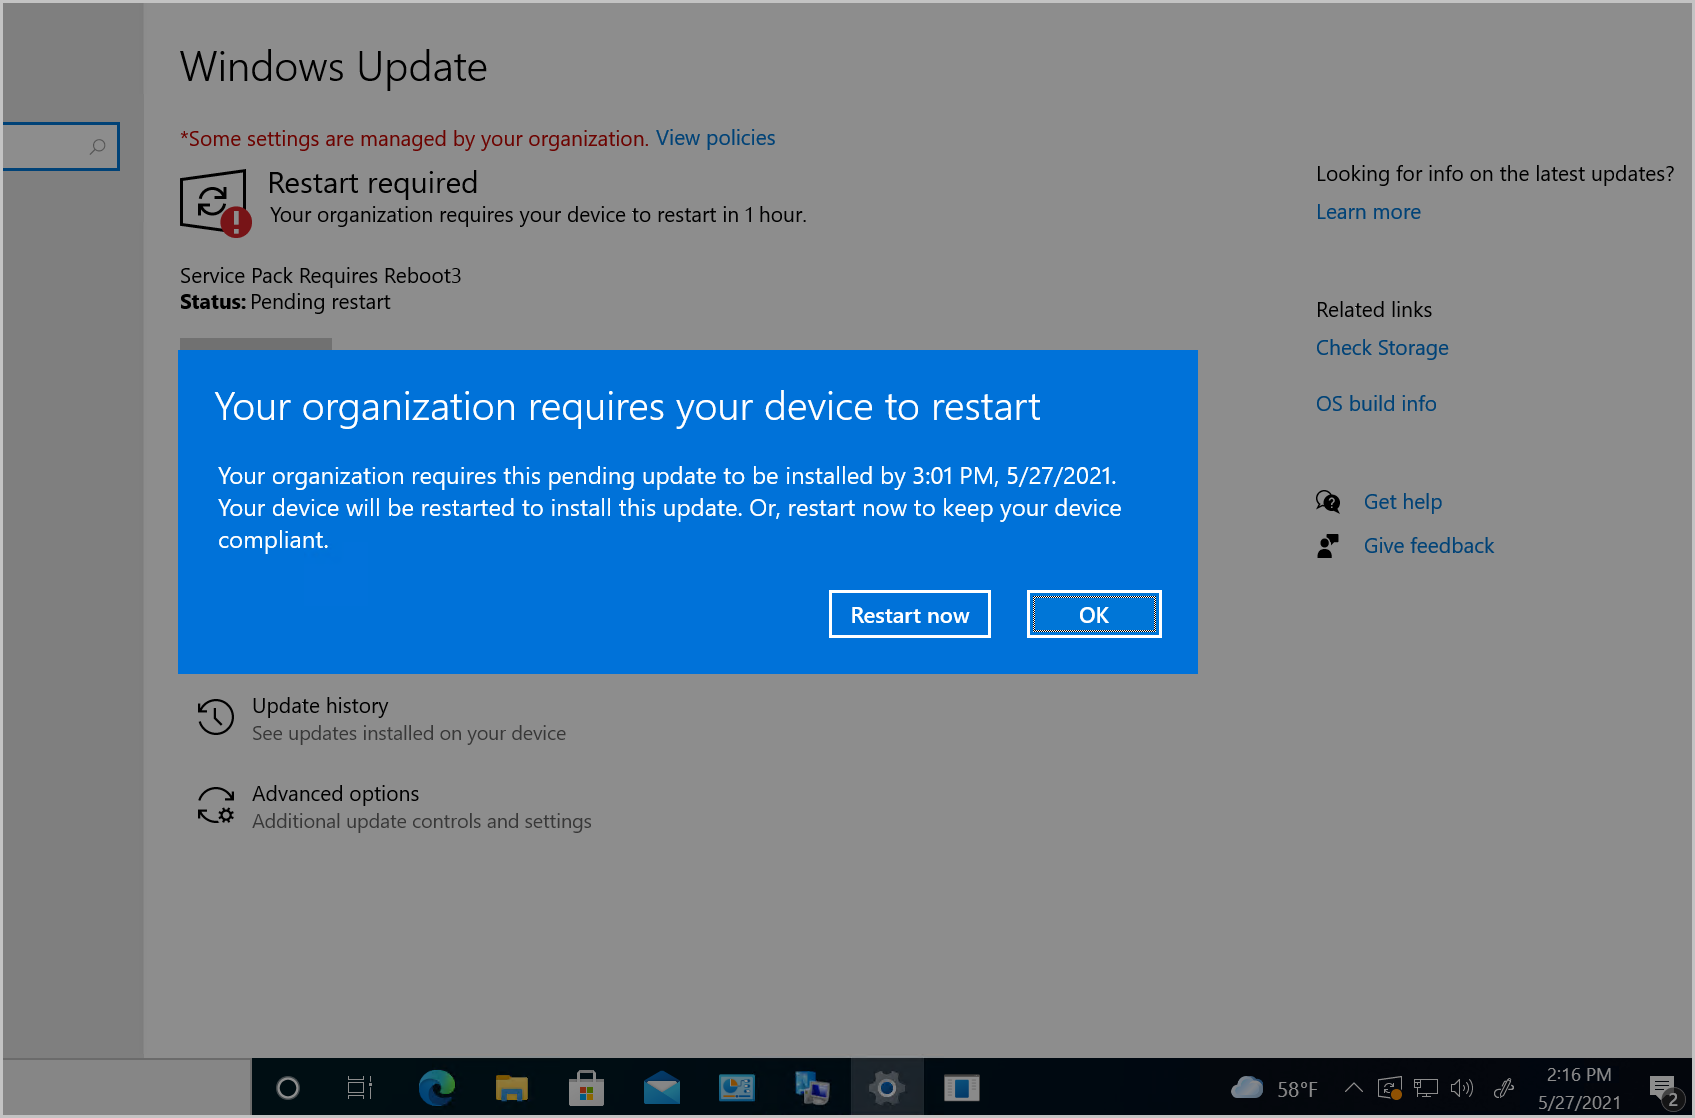 Windows Update
*Some settings are managed by your organization. View policies
Restart required
Your organization requires your device to restart in 1 hour.
Service Pack Requires Reboot3
Status: Pending restart
Your organization requires your device to restart
Your organization requires this pending update to be installed by 3:01 PM, 5/27/2021.
Your device will be restarted to install this update. Or, restart now to keep your device
compliant.
Restart now
OK
Update history
See updates installed on your device
Advanced options
Additional update controls and settings
Looking for info on the latest updates?
Learn more
Related links
Check Storage
OS build info
Get help
Give feedback
58°F
2:16 PM
5/27/2021
2